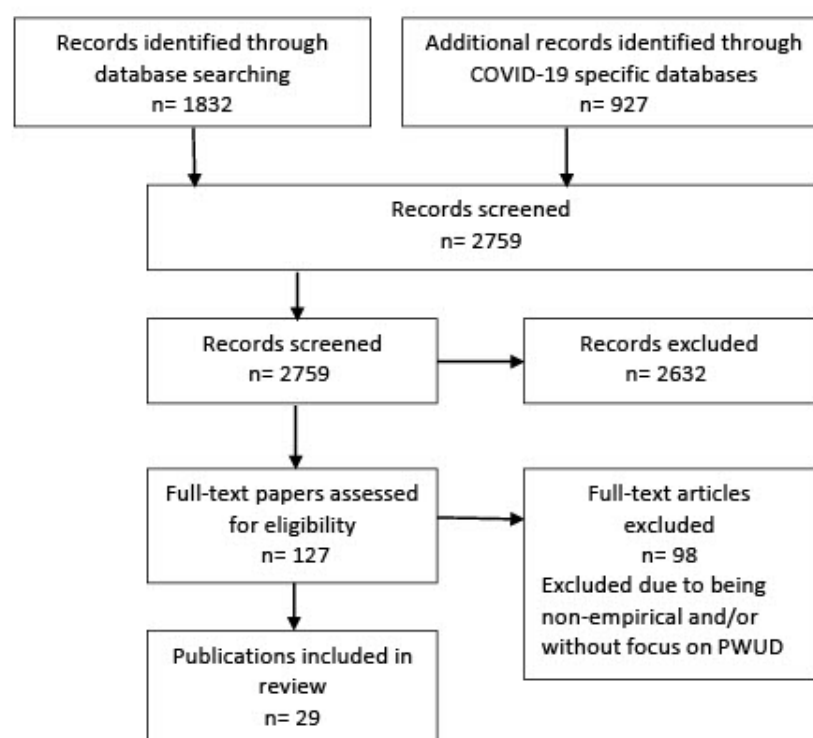 Records identified through
database searching
n= 1832
Additional records identified through
COVID-19 specific databases
n= 927
Records screened
n= 2759
Records screened
n= 2759
Records excluded
n= 2632
Full-text papers assessed
for eligibility
n= 127
Full-text articles
excluded
n= 98
Excluded due to being
non-empirical and/or
without focus on PWUD
Publications included in
review
n= 29